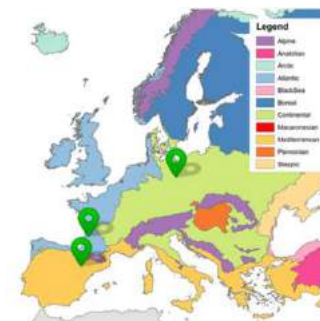 Legend
Alpine
Anatolian
Arctic
Atlantic
BlackSea
Boreal
Continental
Macaronesian
Mediterranean
Pannonian
Steppic